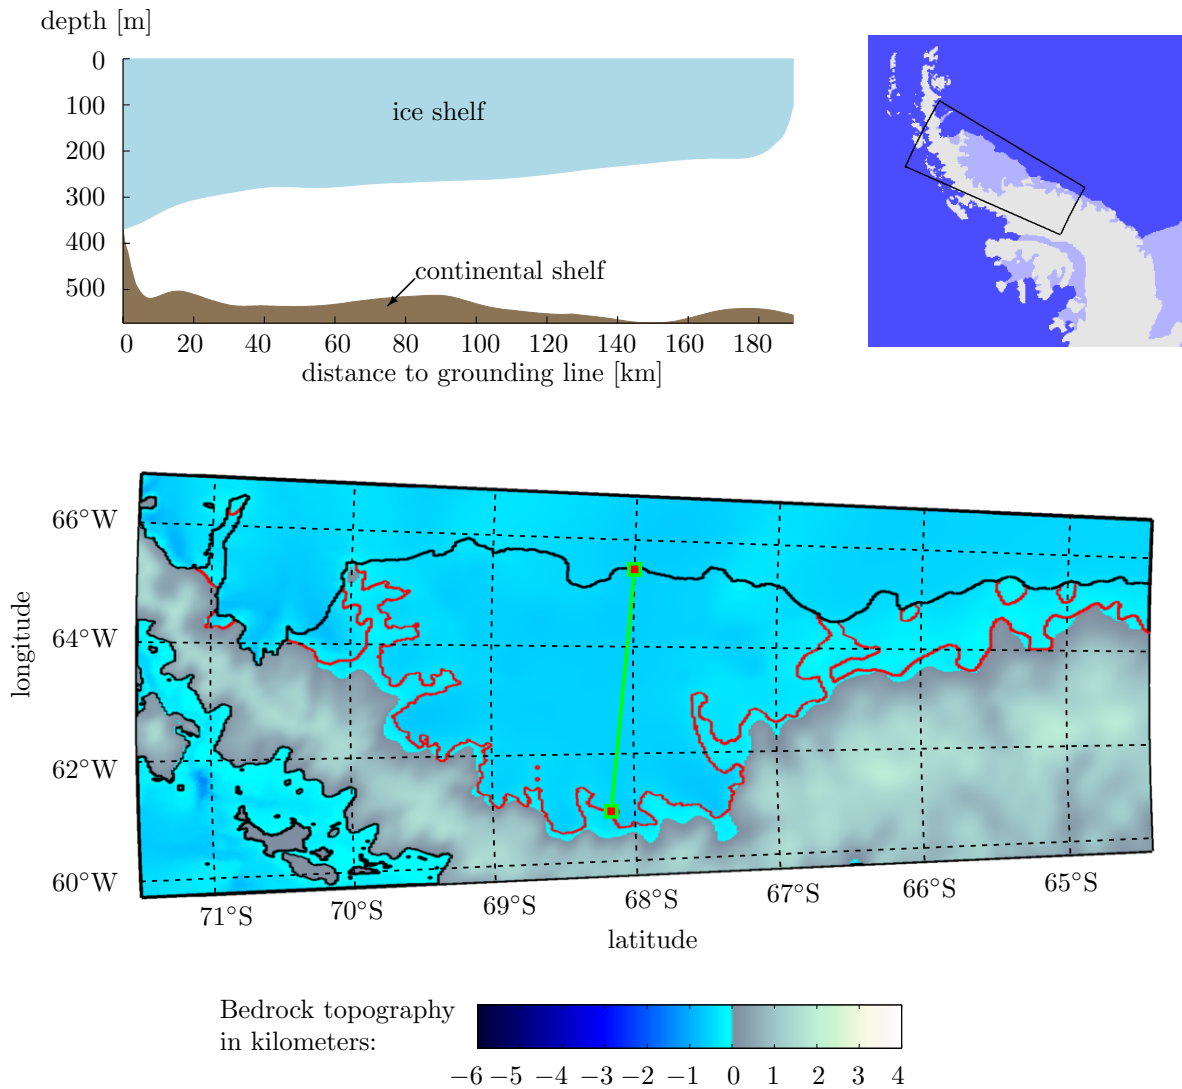 depth [m]
0
100
200
300
400
500
ice shelf
continental shelf
0 20 40 60 80 100 120 140 160 180
distance to grounding line [km]
66°W
64°W
62°W
60°W
longitude
71°S 70°S 69°S 68°S 67°S 66°S 65°S
latitude
Bedrock topography
in kilometers:
−6 −5 −4 −3 −2 −1 0 1 2 3 4